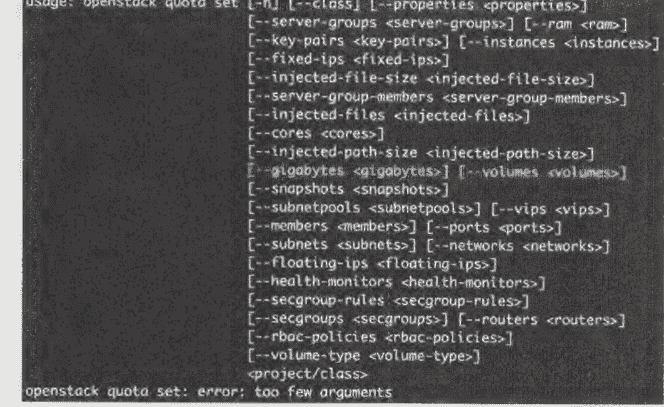 usage: openstack quota set [-h] [--class] [--properties <properties>]
[--server-groups <server-groups>] [--ram <ram>]
[--key-pairs <key-pairs>] [--instances <instances>]
[--fixed-ips <fixed-ips>]
[--injected-file-size <injected-file-size>]
[--server-group-members <server-group-members>]
[--injected-files <injected-files>]
[--cores <cores>]
[--injected-path-size <injected-path-size>]
[--gigabytes <gigabytes>] [--volumes <volumes>]
[--snapshots <snapshots>]
[--subnetpools <subnetpools>] [--vips <vips>]
[--members <members>] [--ports <ports>]
[--subnets <subnets>] [--networks <networks>]
[--floating-ips <floating-ips>]
[--health-monitors <health-monitors>]
[--secgroup-rules <secgroup-rules>]
[--secgroups <secgroups>] [--routers <routers>]
[--rbac-policies <rbac-policies>]
[--volume-type <volume-type>]
<project/class>
openstack quota set: error: too few arguments